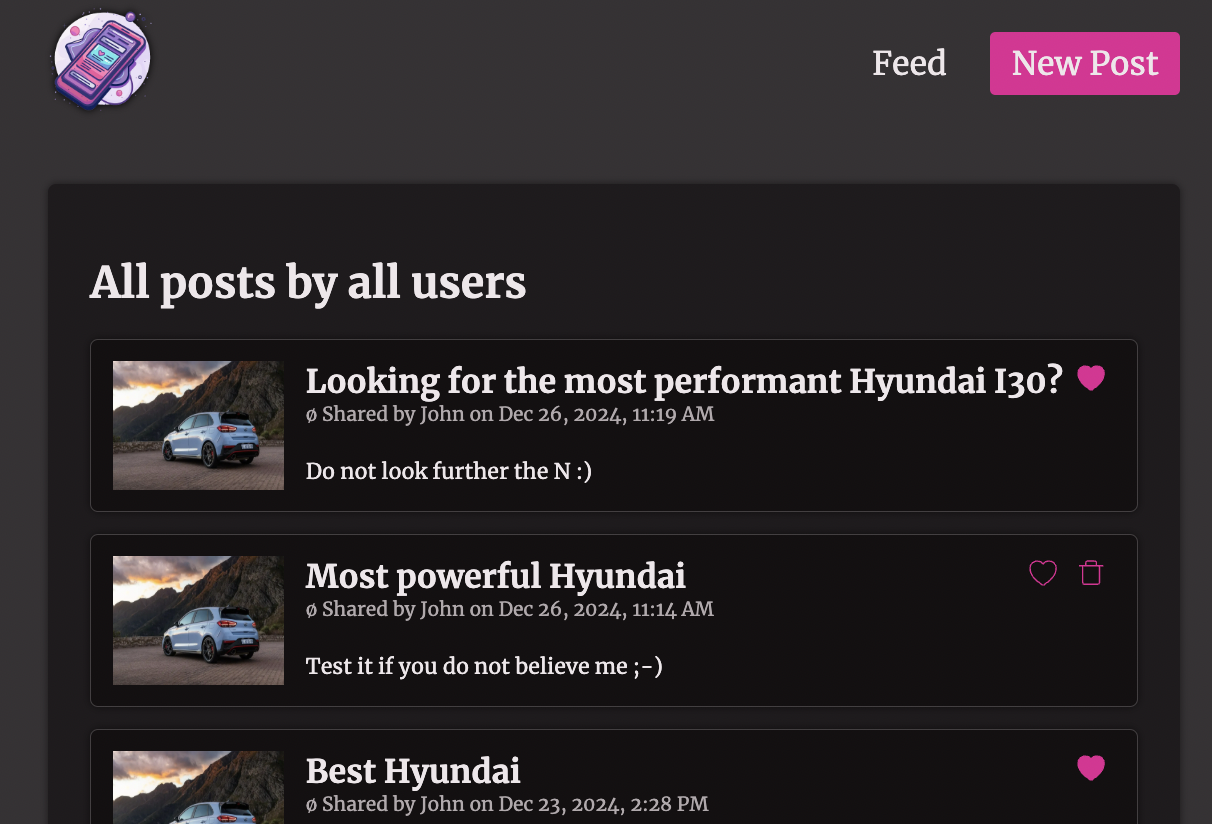 Feed
New Post
All posts by all users
Looking for the most performant Hyundai I30?
ø Shared by John on Dec 26, 2024, 11:19 AM
Do not look further the N :)
Most powerful Hyundai
ø Shared by John on Dec 26, 2024, 11:14 AM
Test it if you do not believe me ;-)
Best Hyundai
ø Shared by John on Dec 23, 2024, 2:28 PM